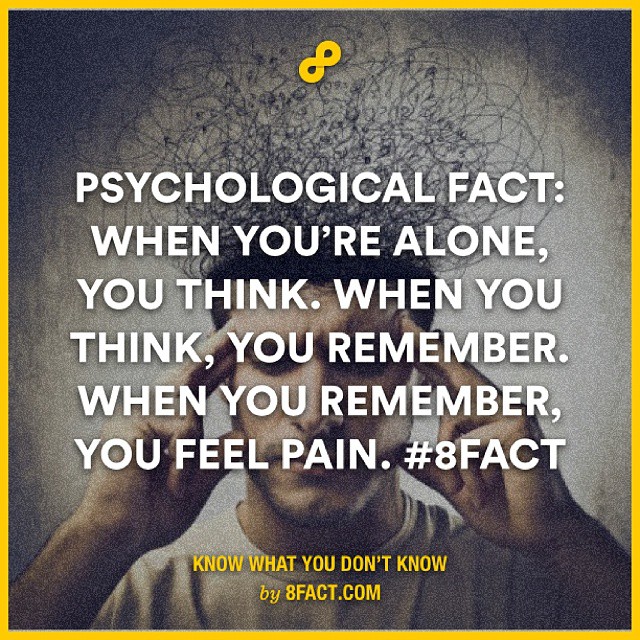 PSYCHOLOGICAL FACT:
WHEN YOU'RE ALONE,
YOU THINK. WHEN YOU
THINK, YOU REMEMBER.
WHEN YOU REMEMBER,
YOU FEEL PAIN. #8FACT
KNOW WHAT YOU DON'T KNOW
by 8FACT.COM